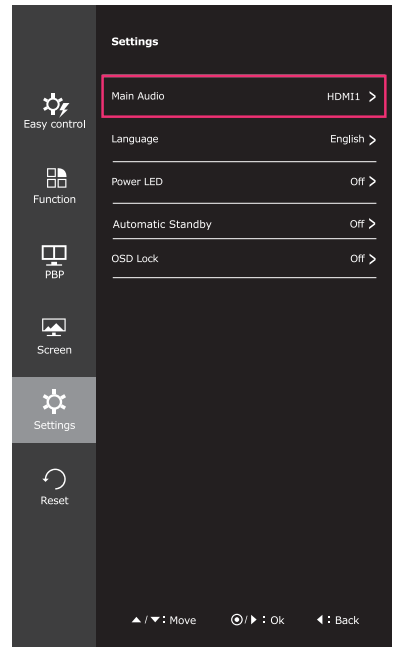 Settings
Main Audio HDMI1 >
Language English >
Power LED Off >
Automatic Standby Off >
OSD Lock Off >
Easy control
Function
PBP
Screen
Settings
Reset
▲/▼: Move ⦿/▶ : Ok ◀ : Back